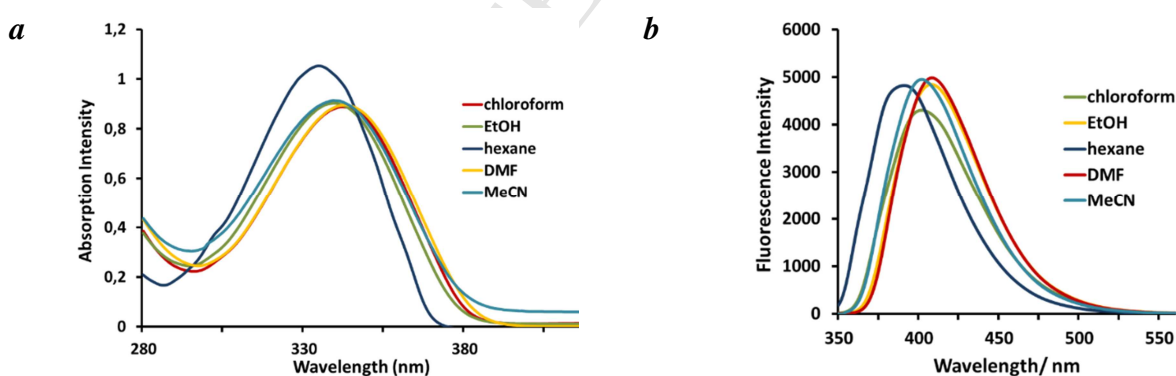 a
1,2
1
0,8
0,6
0,4
0,2
0
280
330
380
Absorption Intensity
Wavelength (nm)
chloroform
EtOH
hexane
DMF
MeCN
b
6000
5000
4000
3000
2000
1000
0
350
400
450
500
550
Fluorescence Intensity
Wavelength/ nm
chloroform
EtOH
hexane
DMF
MeCN